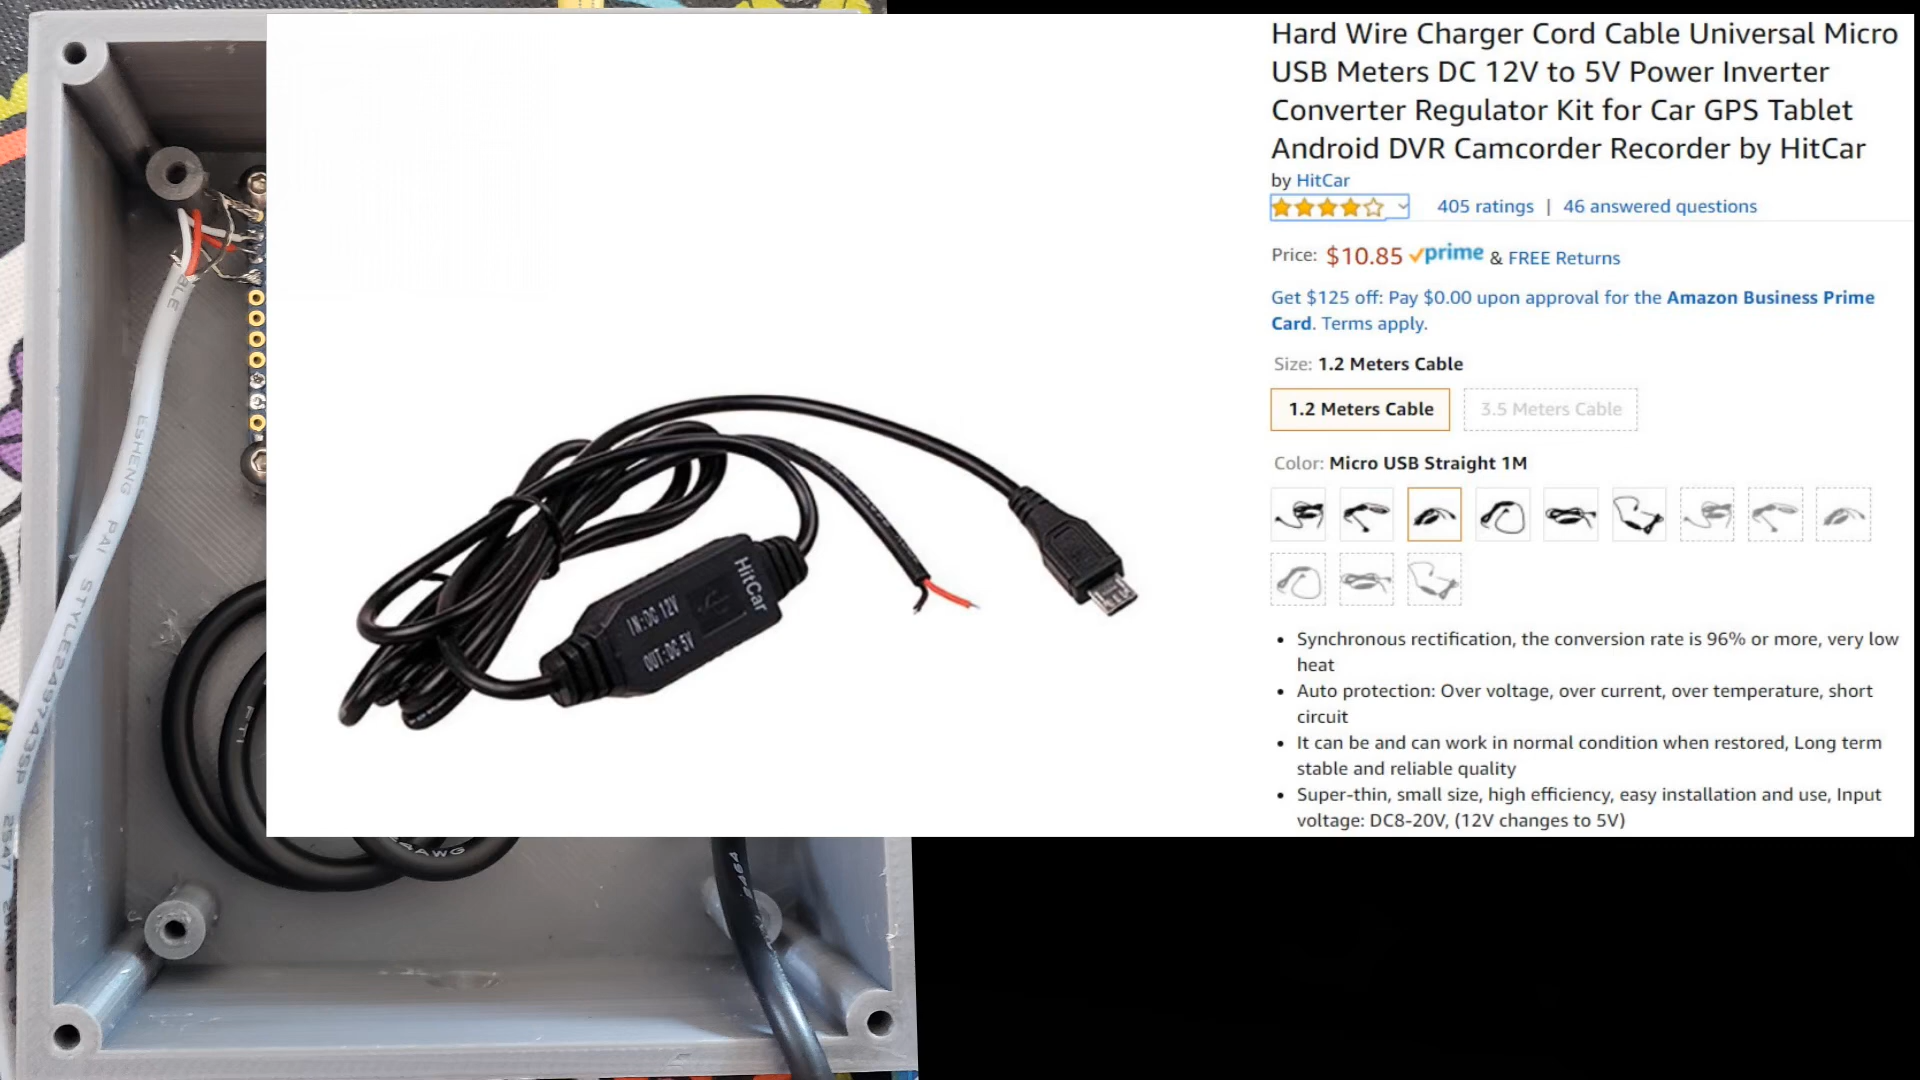 Hard Wire Charger Cord Cable Universal Micro
USB Meters DC 12V to 5V Power Inverter
Converter Regulator Kit for Car GPS Tablet
Android DVR Camcorder Recorder by HitCar
by HitCar
405 ratings | 46 answered questions
Price: $10.85 prime & FREE Returns
Get $125 off: Pay $0.00 upon approval for the Amazon Business Prime
Card. Terms apply.
Size: 1.2 Meters Cable
1.2 Meters Cable 3.5 Meters Cable
Color: Micro USB Straight 1M
• Synchronous rectification, the conversion rate is 96% or more, very low
heat
• Auto protection: Over voltage, over current, over temperature, short
circuit
• It can be and can work in normal condition when restored, Long term
stable and reliable quality
• Super-thin, small size, high efficiency, easy installation and use, Input
voltage: DC8-20V, (12V changes to 5V)
HitCar
IN:DC 12V
OUT:DC 5V
BLE
ESHENG PAI STYLE2497435P
2464